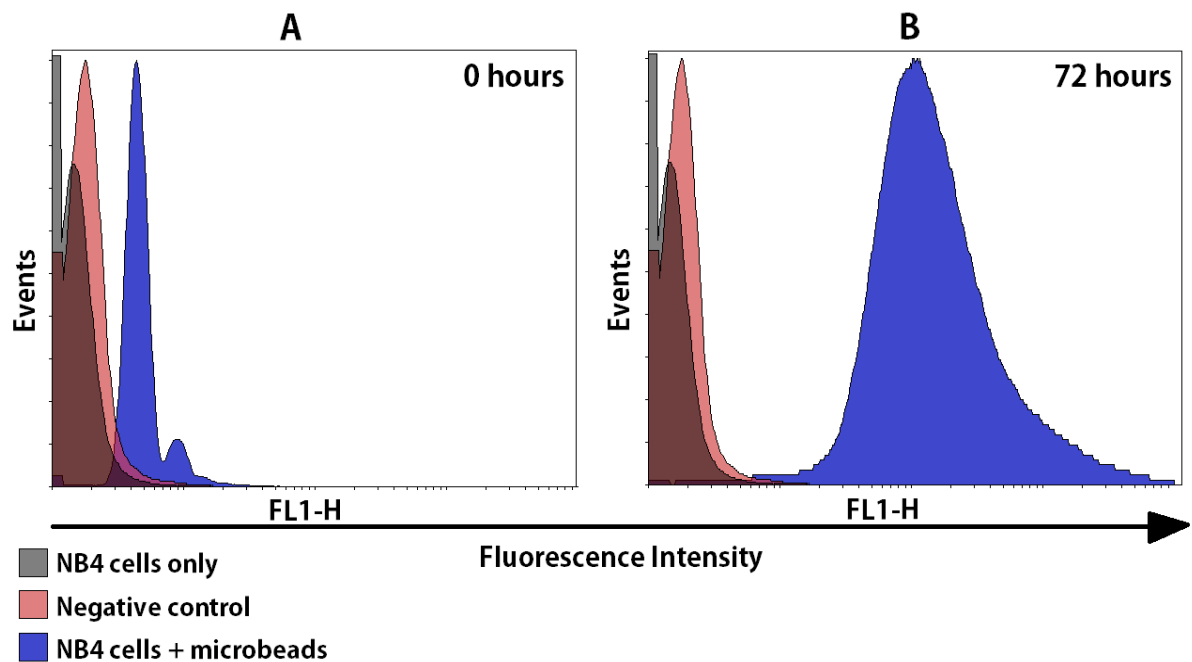 A
B
0 hours
72 hours
Events
Events
FL1-H
FL1-H
Fluorescence Intensity
NB4 cells only
Negative control
NB4 cells + microbeads